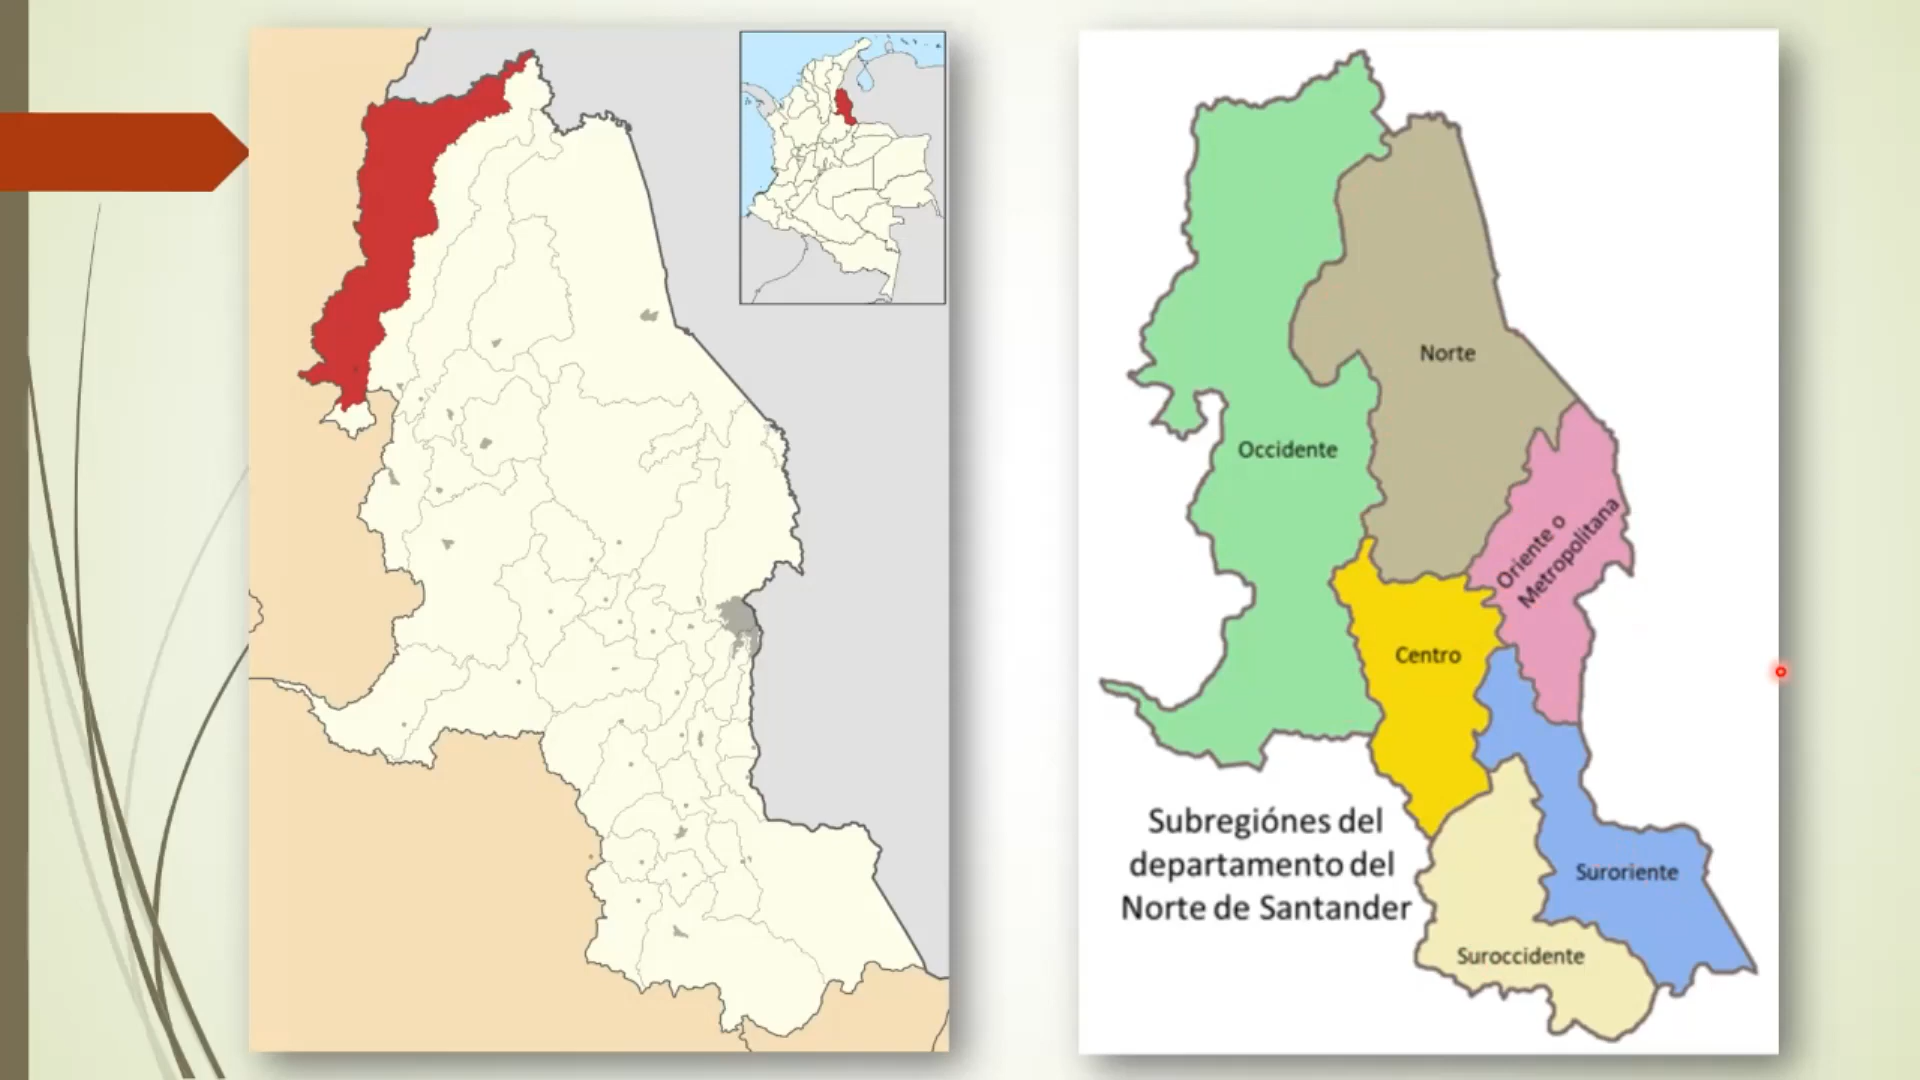 Norte
Occidente
Oriente o
Metropolitana
Centro
Subregiónes del
departamento del
Norte de Santander
Suroriente
Suroccidente